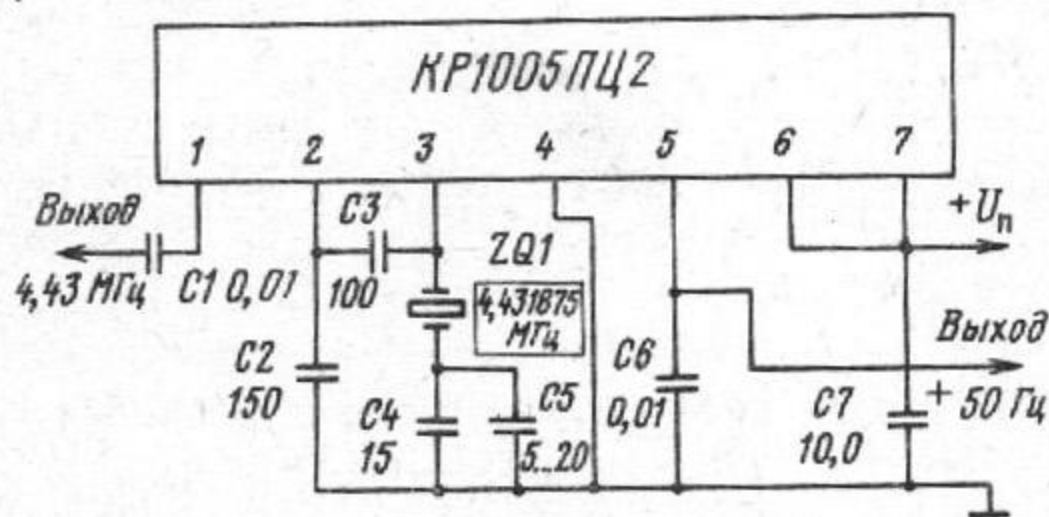 КР1005ПЦ2
1 2 3 4 5 6 7
Выход
4,43 МГц
C1 0,01
C3
100
ZQ1
4,431875
МГц
+Uп
C2
150
C4
15
C5
5...20
C6
0,01
Выход
50 Гц
C7
10,0
+